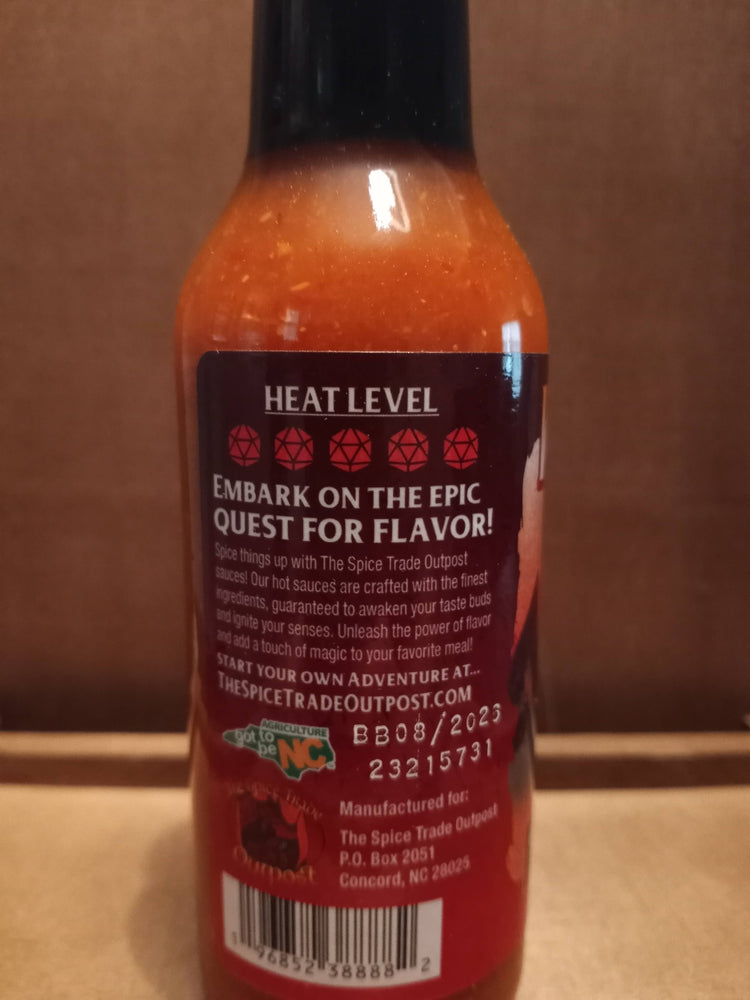 HEAT LEVEL
EMBARK ON THE EPIC
QUEST FOR FLAVOR!
Spice things up with The Spice Trade Outpost
sauces! Our hot sauces are crafted with the finest
ingredients, guaranteed to awaken your taste buds
and ignite your senses. Unleash the power of flavor
and add a touch of magic to your favorite meal!
START YOUR OWN ADVENTURE AT...
THESPICETRADEOUTPOST.COM
AGRICULTURE
got to
be NC
BB08/2026
23215731
The Spice Trade
Outpost
Manufactured for:
The Spice Trade Outpost
P.O. Box 2051
Concord, NC 28025
96852 38888 2